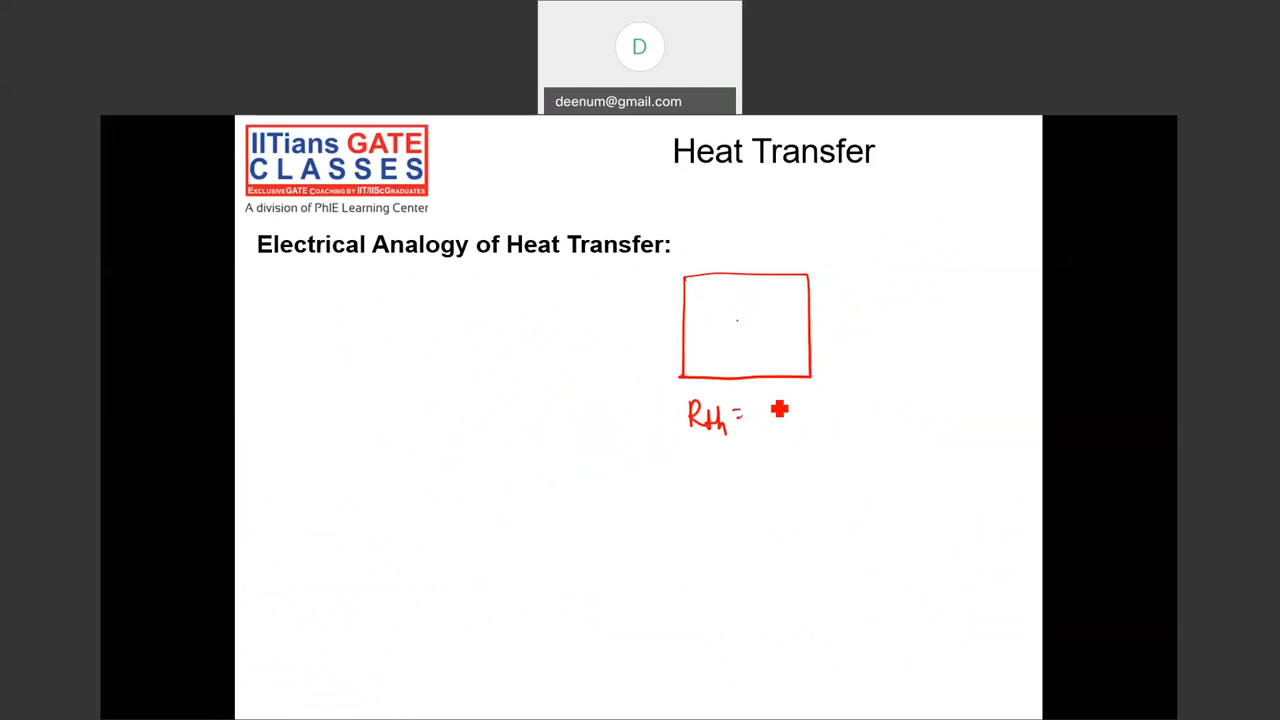 D
deenum@gmail.com
IITians GATE
CLASSES
EXCLUSIVE GATE COACHING BY IIT/IISc GRADUATES
A division of PhIE Learning Center
Heat Transfer
Electrical Analogy of Heat Transfer:
Rth =